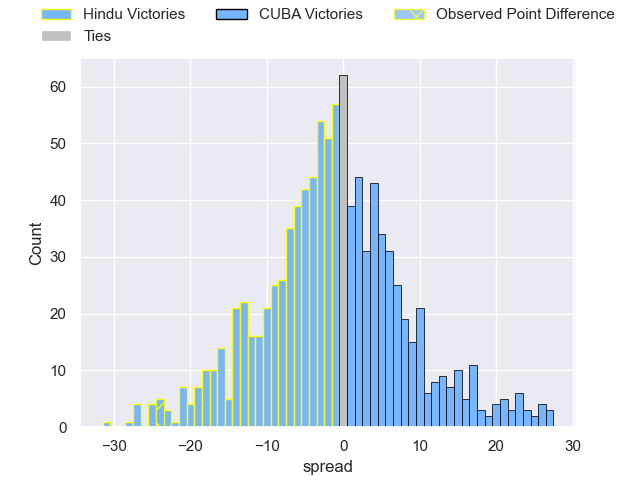 Hindu Victories CUBA Victories Observed Point Difference
Ties
60
50
40
30
20
10
0
Count
−30 −20 −10 0 10 20 30
spread